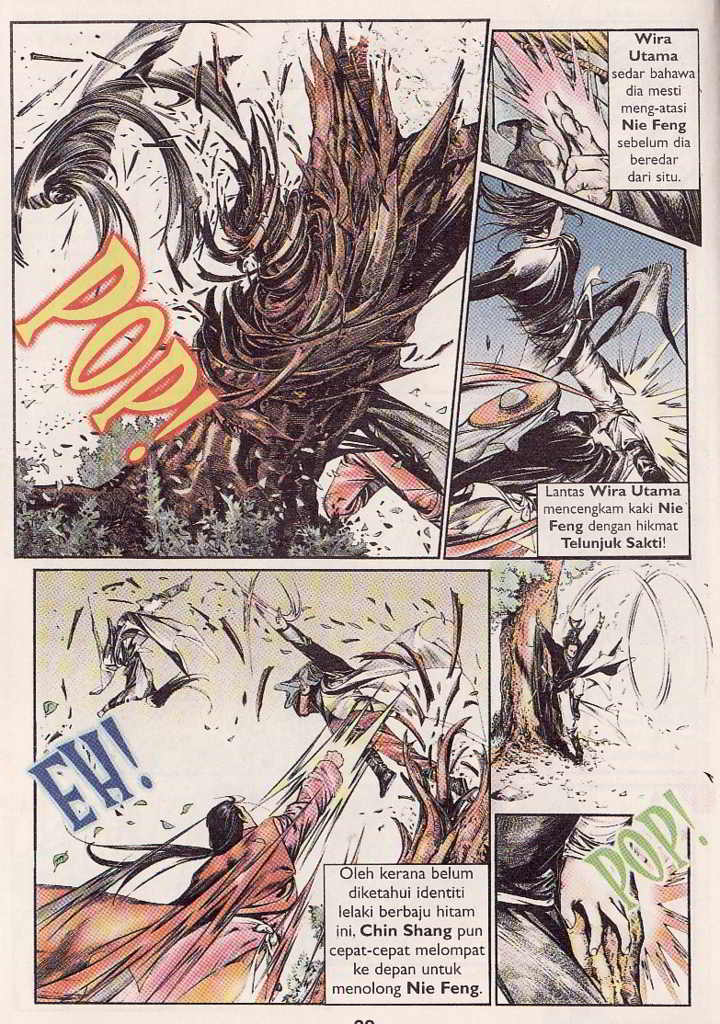 POP!
Wira
Utama
sedar bahawa
dia mesti
meng-atasi
Nie Feng
sebelum dia
beredar
dari situ.
Lantas Wira Utama
mencengkam kaki Nie
Feng dengan hikmat
Telunjuk Sakti!
EH!
Oleh kerana belum
diketahui identiti
lelaki berbaju hitam
ini, Chin Shang pun
cepat-cepat melompat
ke depan untuk
menolong Nie Feng.
POP!